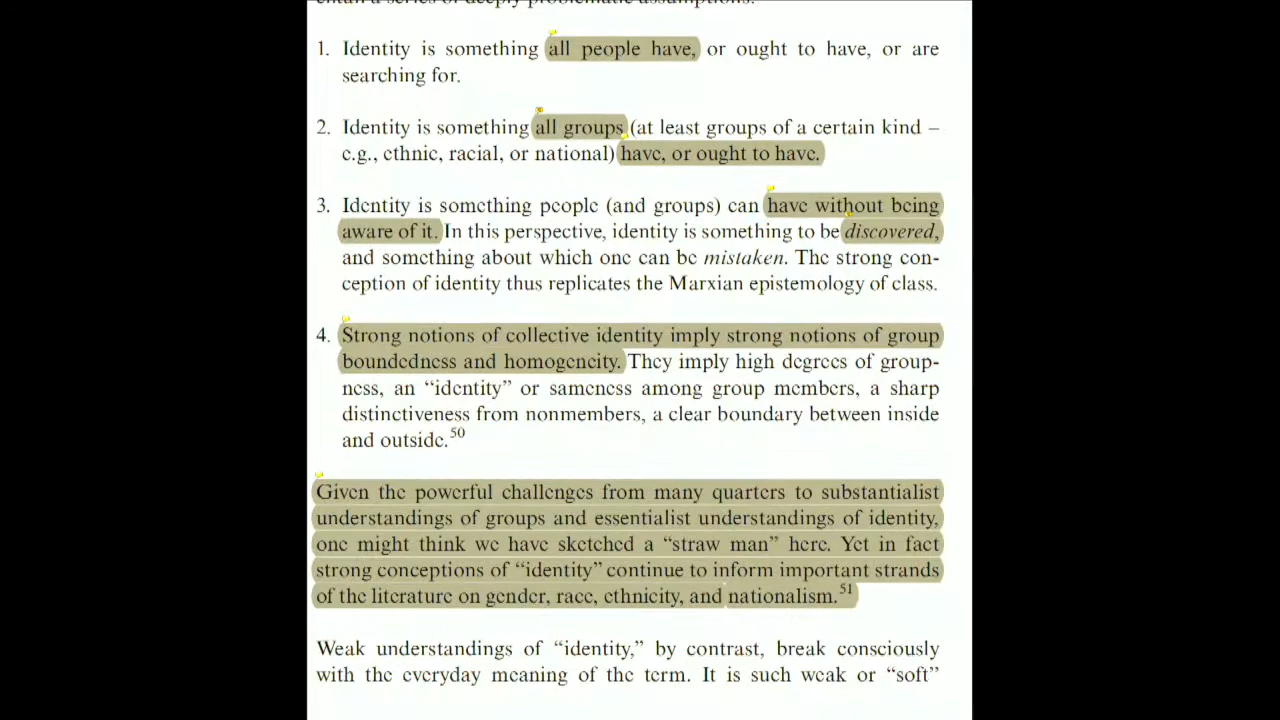 entail a series of deeply problematic assumptions.
1. Identity is something all people have, or ought to have, or are
searching for.
2. Identity is something all groups (at least groups of a certain kind –
e.g., ethnic, racial, or national) have, or ought to have.
3. Identity is something people (and groups) can have without being
aware of it. In this perspective, identity is something to be discovered,
and something about which one can be mistaken. The strong con-
ception of identity thus replicates the Marxian epistemology of class.
4. Strong notions of collective identity imply strong notions of group
boundedness and homogeneity. They imply high degrees of group-
ness, an “identity” or sameness among group members, a sharp
distinctiveness from nonmembers, a clear boundary between inside
and outside.50
Given the powerful challenges from many quarters to substantialist
understandings of groups and essentialist understandings of identity,
one might think we have sketched a “straw man” here. Yet in fact
strong conceptions of “identity” continue to inform important strands
of the literature on gender, race, ethnicity, and nationalism.51
Weak understandings of “identity,” by contrast, break consciously
with the everyday meaning of the term. It is such weak or “soft”